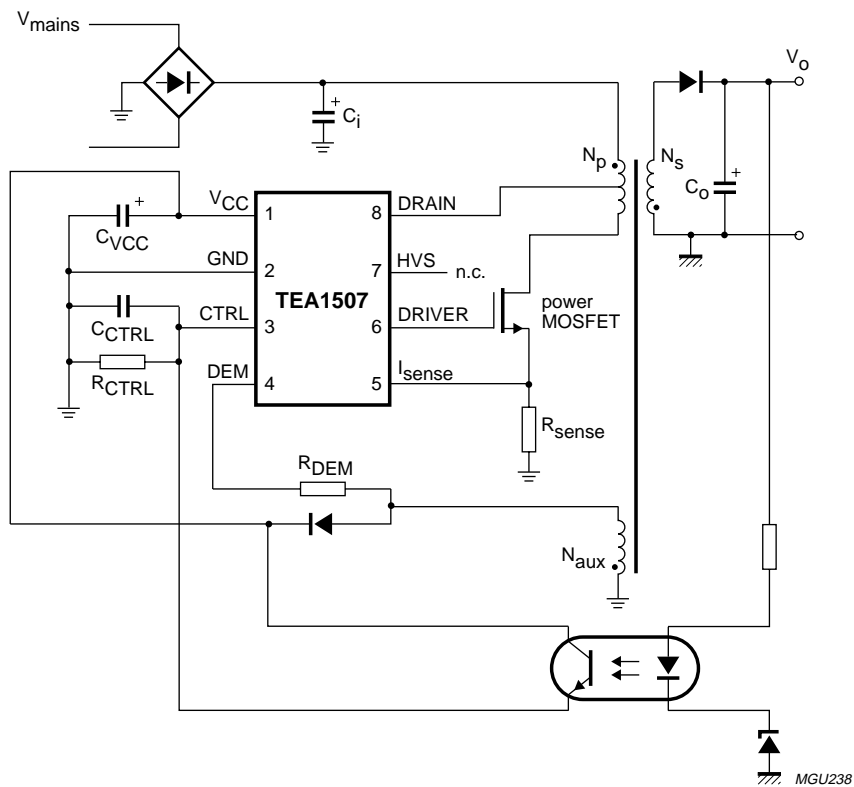 Vmains
Vo
Ci
Np
Ns
Co
VCC
1
8
DRAIN
CVCC
GND
2
7
HVS
n.c.
TEA1507
CTRL
3
6
DRIVER
power
MOSFET
CCTRL
DEM
4
5
Isense
RCTRL
Rsense
RDEM
Naux
MGU238